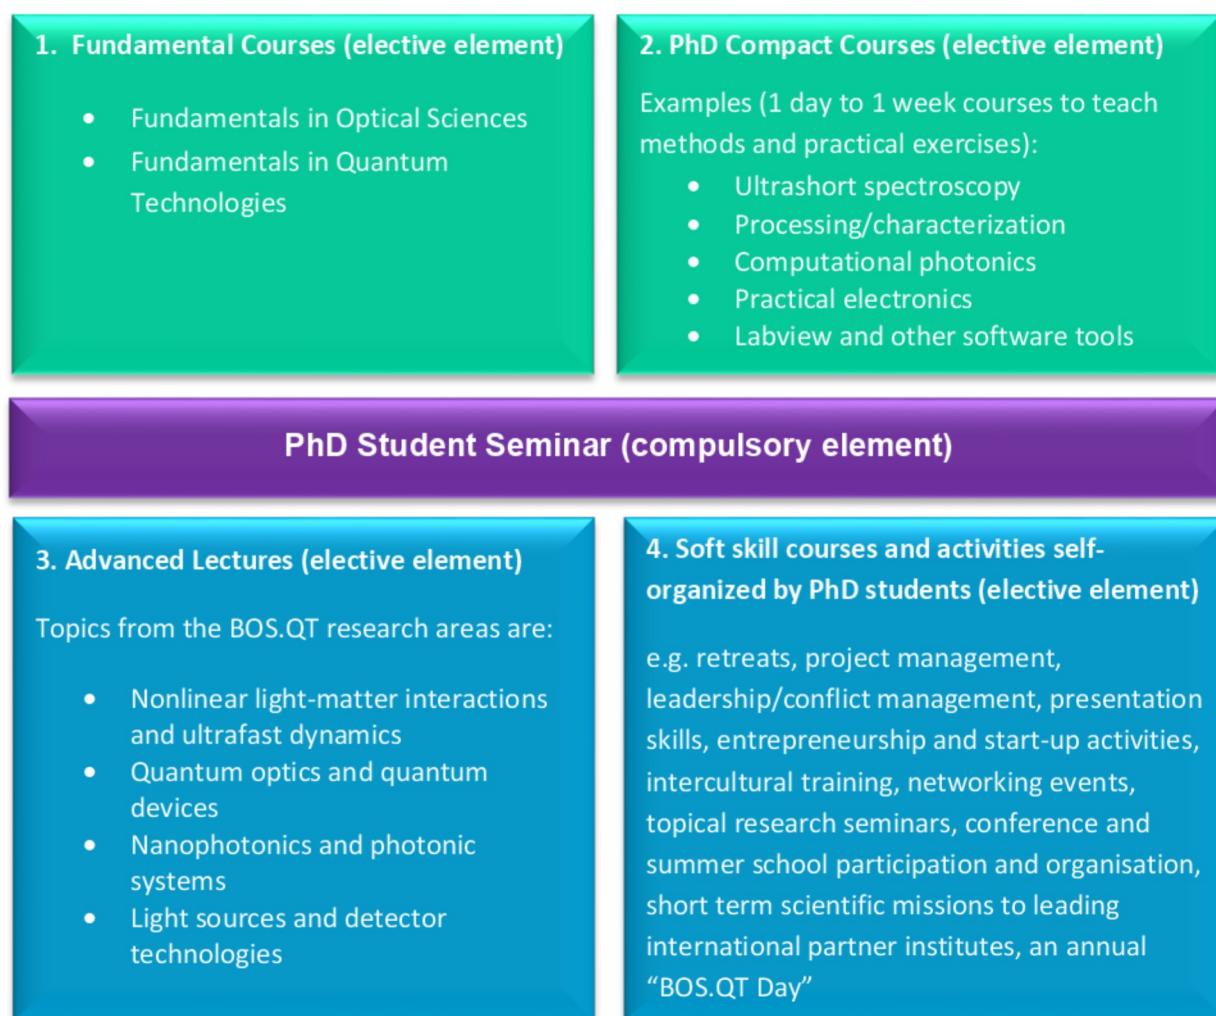 1. Fundamental Courses (elective element)
• Fundamentals in Optical Sciences
• Fundamentals in Quantum
Technologies
2. PhD Compact Courses (elective element)
Examples (1 day to 1 week courses to teach
methods and practical exercises):
• Ultrashort spectroscopy
• Processing/characterization
• Computational photonics
• Practical electronics
• Labview and other software tools
PhD Student Seminar (compulsory element)
3. Advanced Lectures (elective element)
Topics from the BOS.QT research areas are:
• Nonlinear light-matter interactions
and ultrafast dynamics
• Quantum optics and quantum
devices
• Nanophotonics and photonic
systems
• Light sources and detector
technologies
4. Soft skill courses and activities self-
organized by PhD students (elective element)
e.g. retreats, project management,
leadership/conflict management, presentation
skills, entrepreneurship and start-up activities,
intercultural training, networking events,
topical research seminars, conference and
summer school participation and organisation,
short term scientific missions to leading
international partner institutes, an annual
“BOS.QT Day”